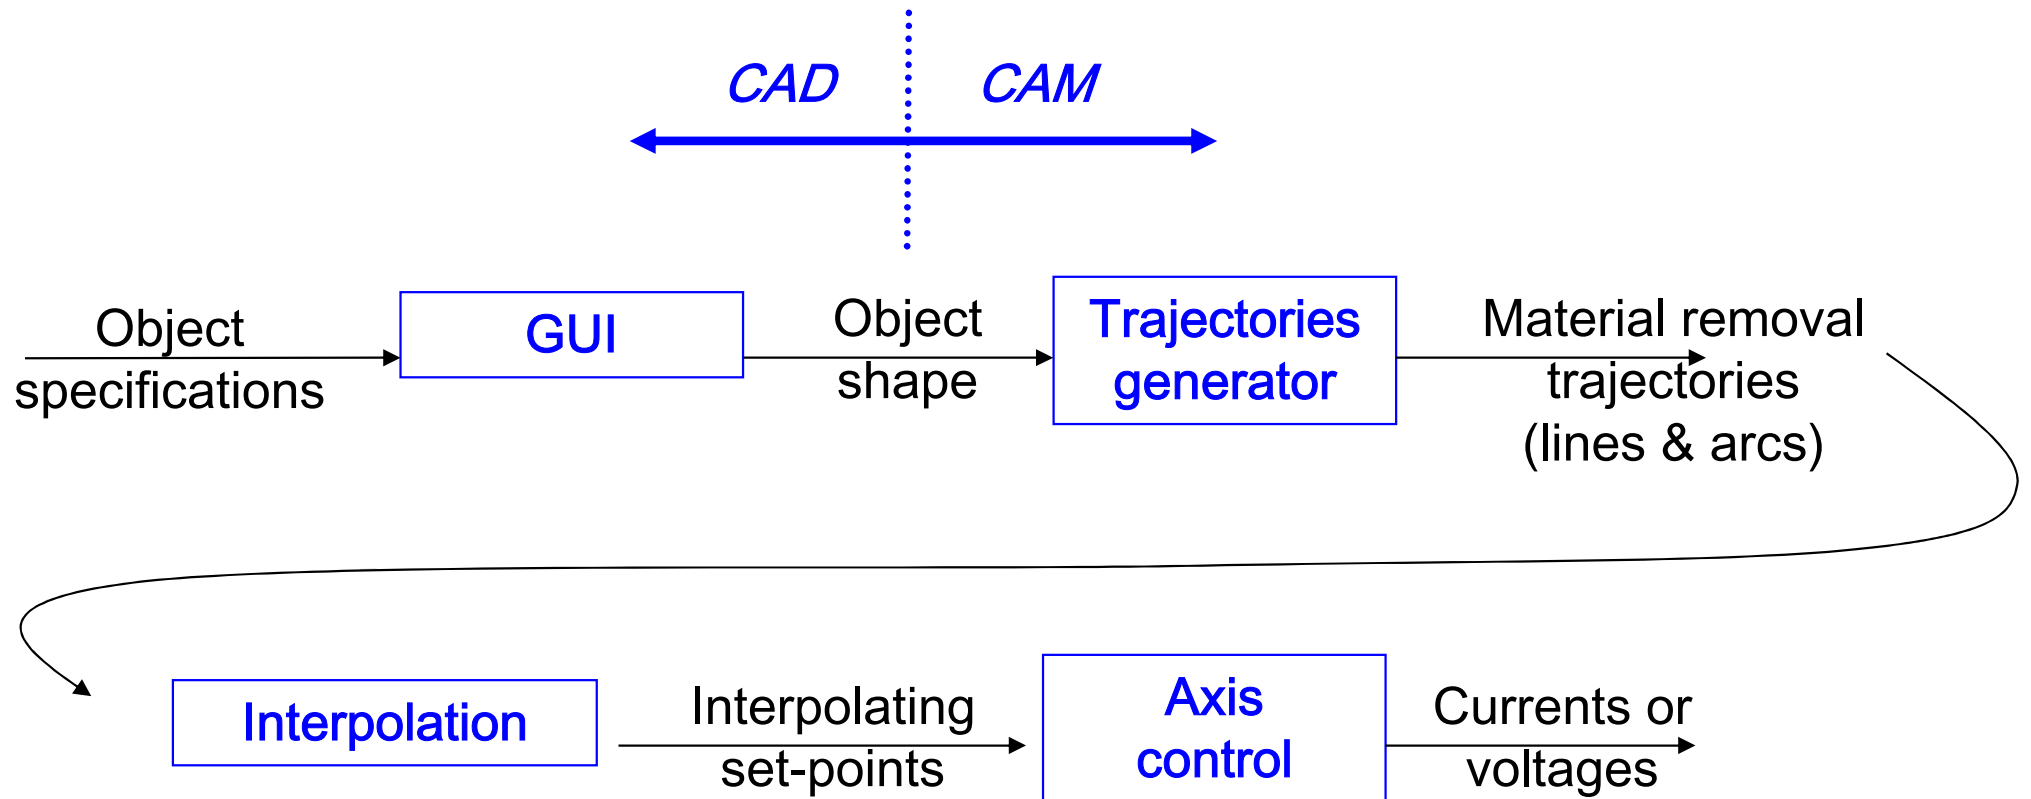 CAD
CAM
Object
specifications
GUI
Object
shape
Trajectories
generator
Material removal
trajectories
(lines & arcs)
Interpolation
Interpolating
set-points
Axis
control
Currents or
voltages